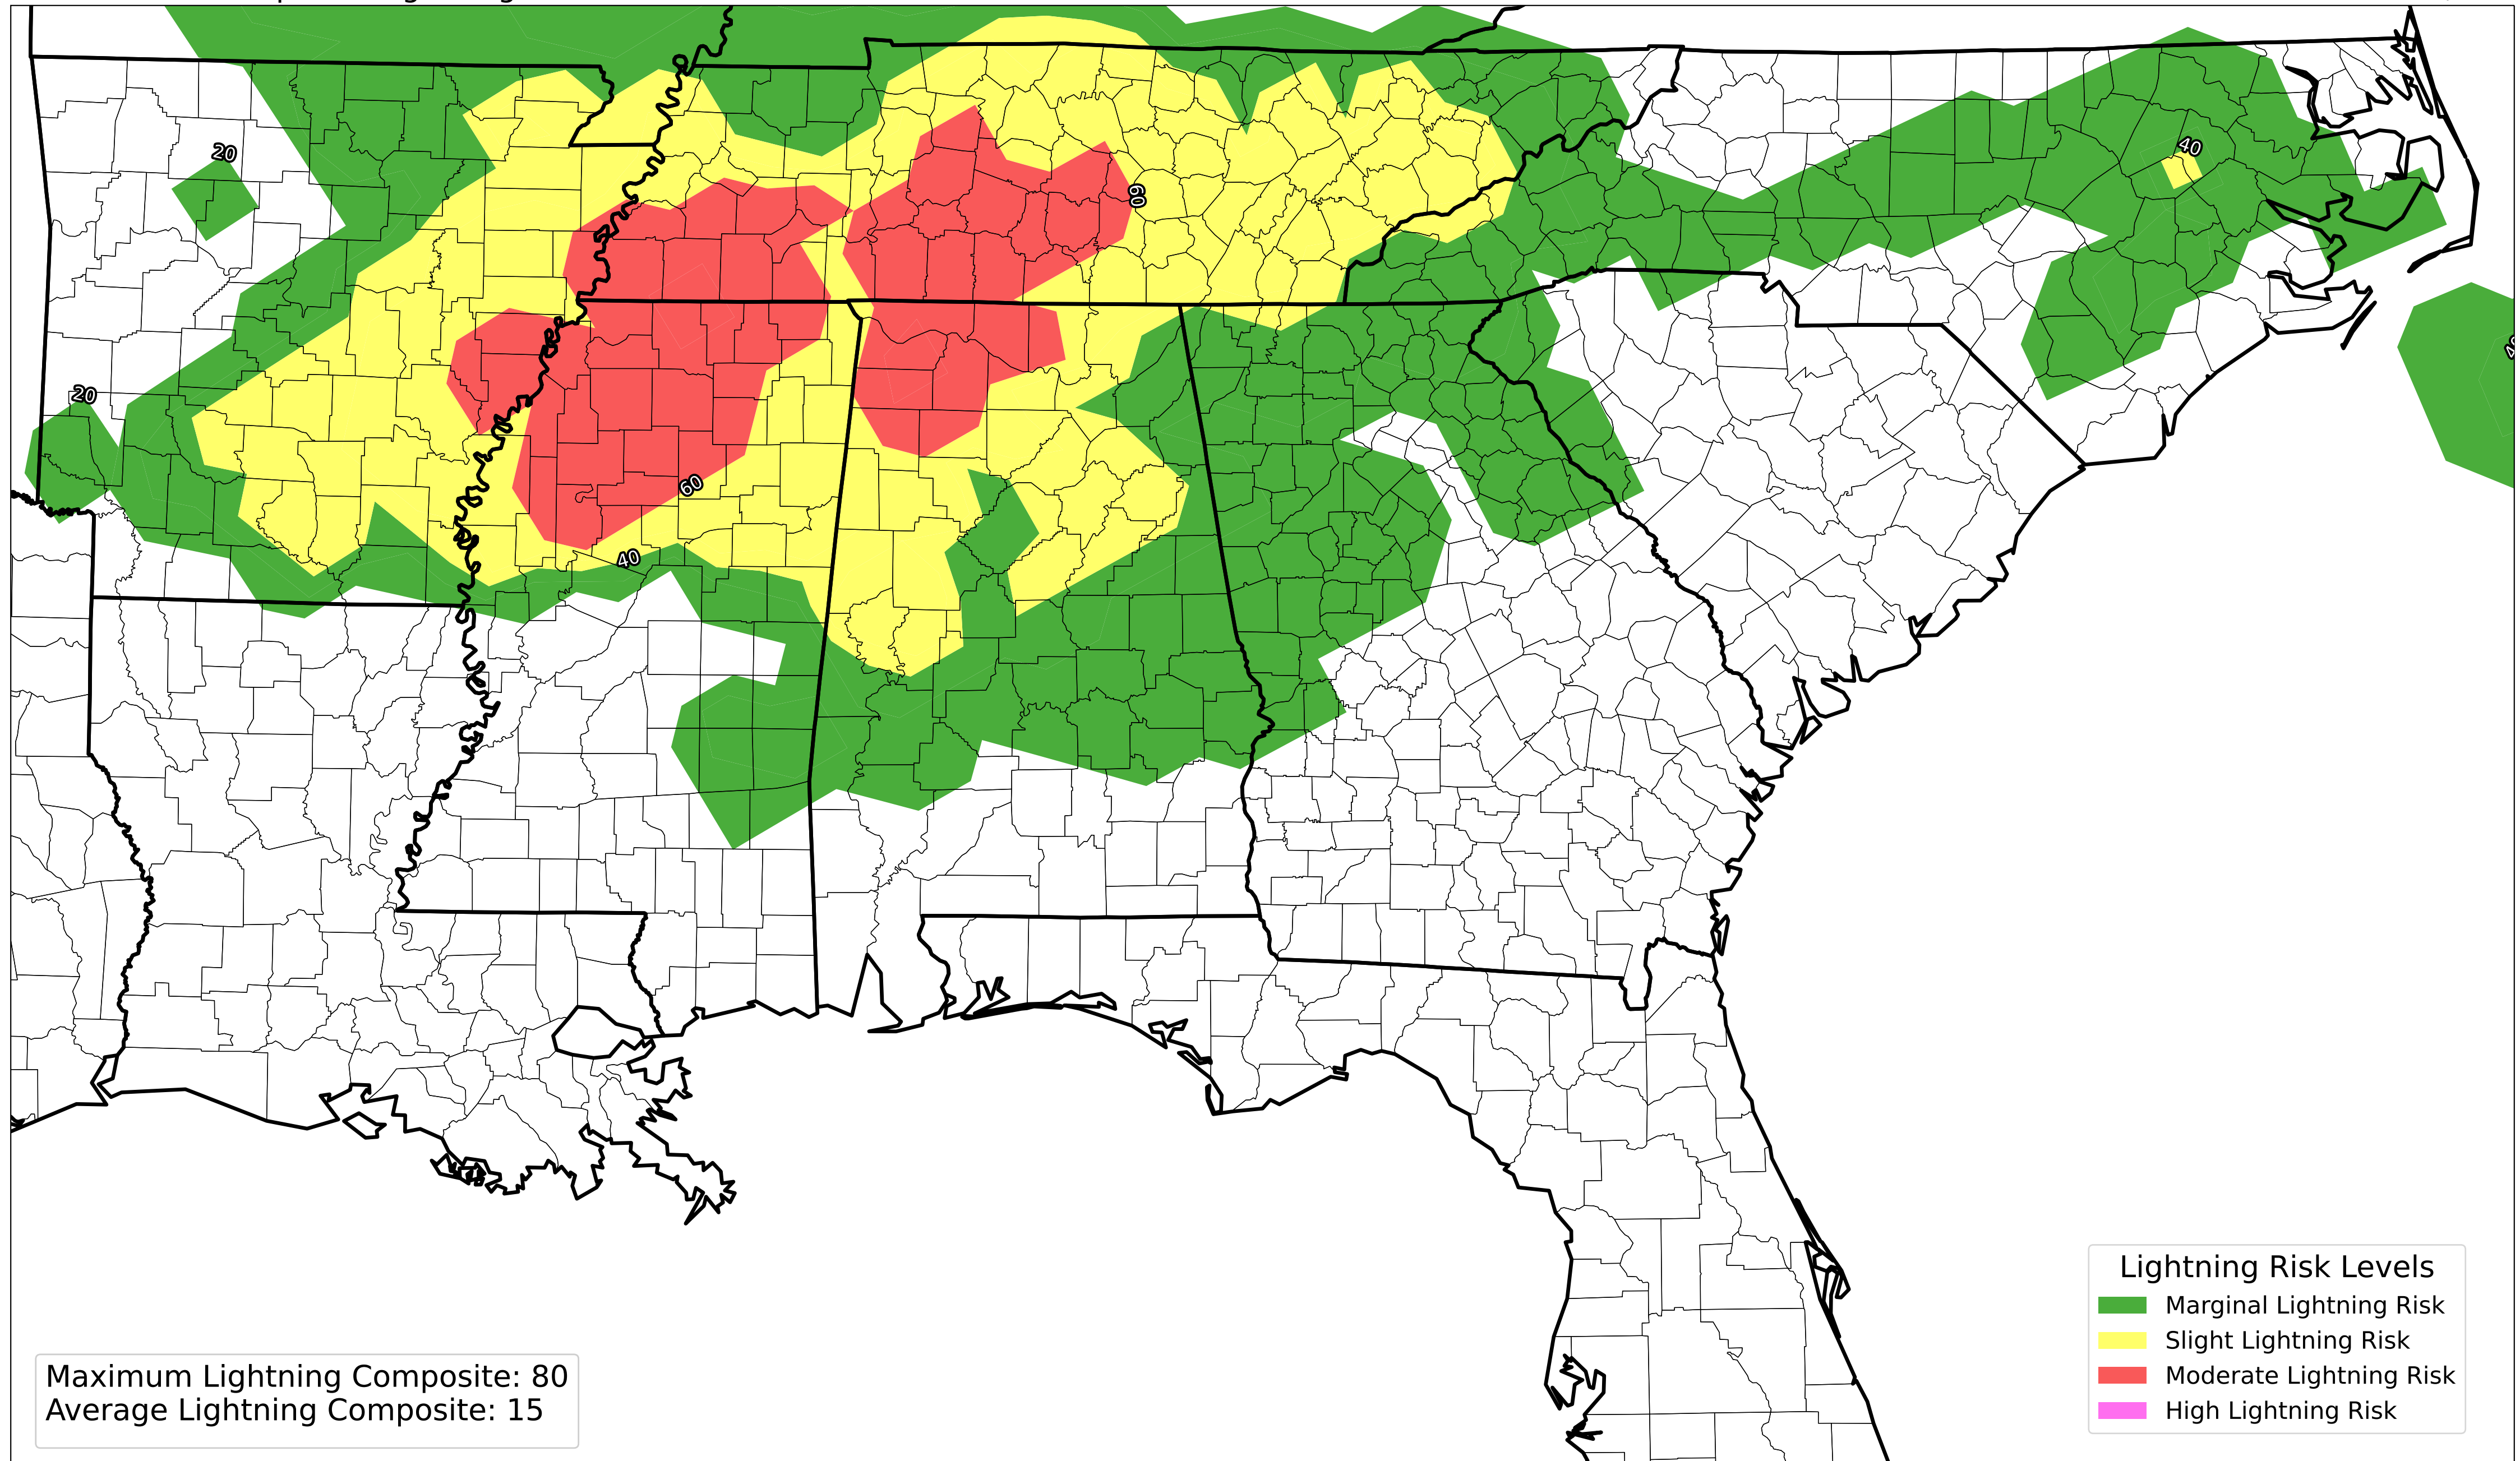 20
40
60
20
60
40
Lightning Risk Levels
Marginal Lightning Risk
Slight Lightning Risk
Moderate Lightning Risk
High Lightning Risk
Maximum Lightning Composite: 80
Average Lightning Composite: 15